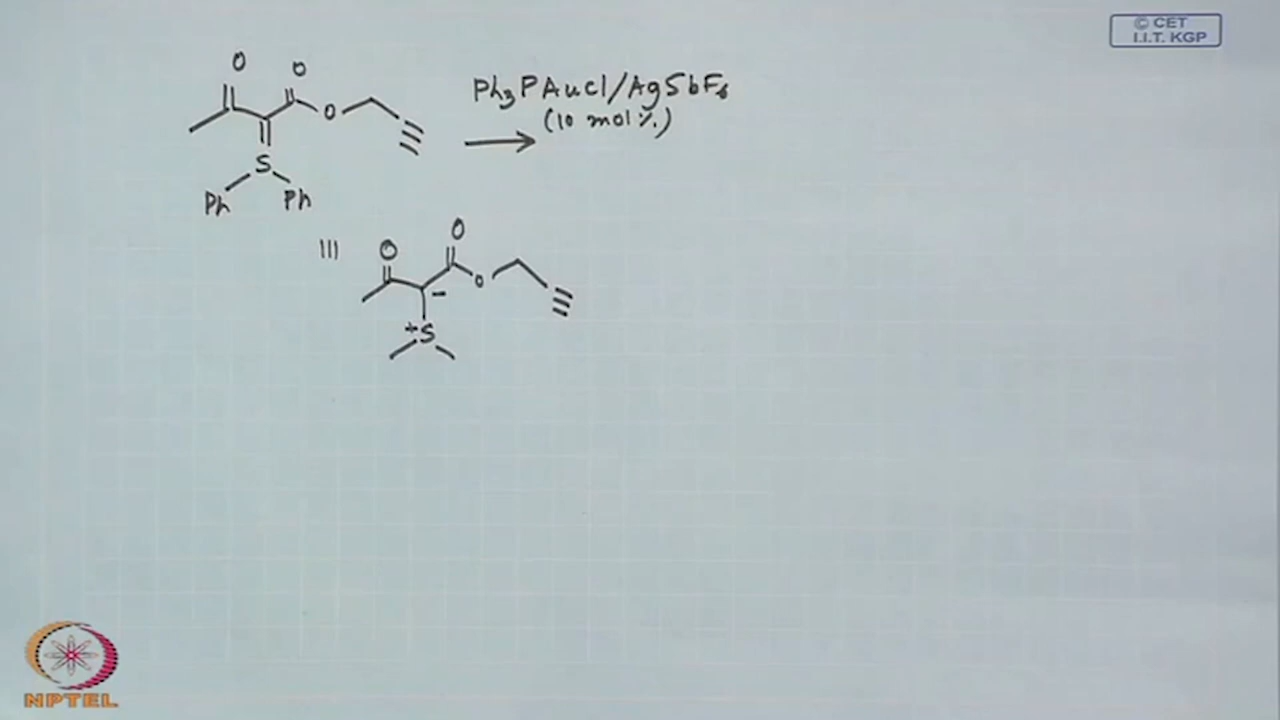 © CET
I.I.T. KGP
O O
O
Ph₃PAuCl/AgSbF₆
(10 mol %)
S
Ph Ph
O
O
O
-
+S
NPTEL